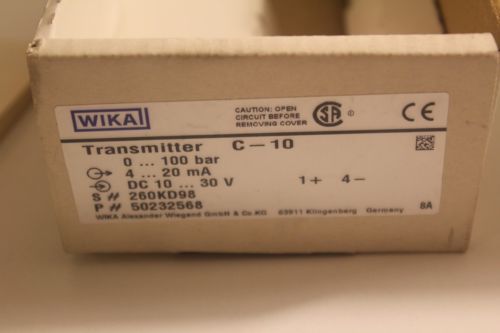 WIKA
CAUTION: OPEN
CIRCUIT BEFORE
REMOVING COVER
SA ®
CE
Transmitter C-10
0 ... 100 bar
4 ... 20 mA
DC 10 ... 30 V 1+ 4-
S # 260KD98
P # 50232568 8A
WIKA Alexander Wiegand GmbH & Co.KG 63911 Klingenberg Germany